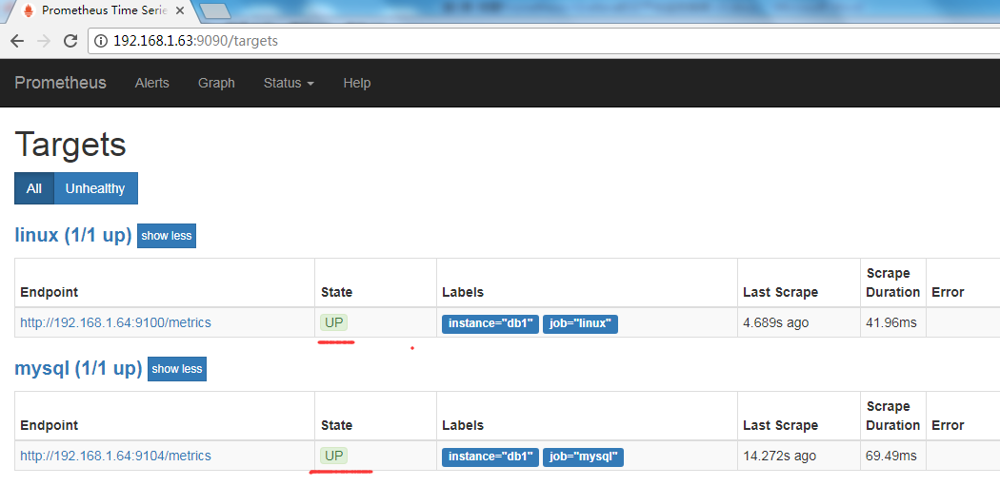 Prometheus Time Serie
192.168.1.63:9090/targets
Prometheus Alerts Graph Status Help
Targets
All Unhealthy
linux (1/1 up) show less
Endpoint State Labels Last Scrape Scrape Duration Error
http://192.168.1.64:9100/metrics UP instance="db1" job="linux" 4.689s ago 41.96ms
mysql (1/1 up) show less
Endpoint State Labels Last Scrape Scrape Duration Error
http://192.168.1.64:9104/metrics UP instance="db1" job="mysql" 14.272s ago 69.49ms